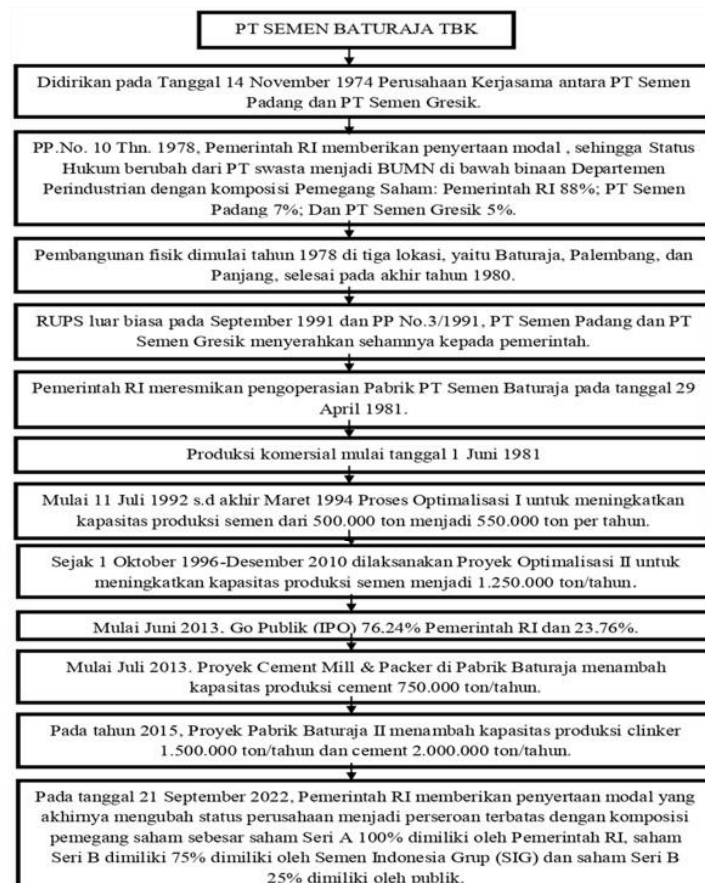 PT SEMEN BATURAJA TBK
Didirikan pada Tanggal 14 November 1974 Perusahaan Kerjasama antara PT Semen
Padang dan PT Semen Gresik.
PP.No. 10 Thn. 1978, Pemerintah RI memberikan penyertaan modal , sehingga Status
Hukum berubah dari PT swasta menjadi BUMN di bawah binaan Departemen
Perindustrian dengan komposisi Pemegang Saham: Pemerintah RI 88%; PT Semen
Padang 7%; Dan PT Semen Gresik 5%.
Pembangunan fisik dimulai tahun 1978 di tiga lokasi, yaitu Baturaja, Palembang, dan
Panjang, selesai pada akhir tahun 1980.
RUPS luar biasa pada September 1991 dan PP No.3/1991, PT Semen Padang dan PT
Semen Gresik menyerahkan sehamnya kepada pemerintah.
Pemerintah RI meresmikan pengoperasian Pabrik PT Semen Baturaja pada tanggal 29
April 1981.
Produksi komersial mulai tanggal 1 Juni 1981
Mulai 11 Juli 1992 s.d akhir Maret 1994 Proses Optimalisasi I untuk meningkatkan
kapasitas produksi semen dari 500.000 ton menjadi 550.000 ton per tahun.
Sejak 1 Oktober 1996-Desember 2010 dilaksanakan Proyek Optimalisasi II untuk
meningkatkan kapasitas produksi semen menjadi 1.250.000 ton/tahun.
Mulai Juni 2013. Go Publik (IPO) 76.24% Pemerintah RI dan 23.76%.
Mulai Juli 2013. Proyek Cement Mill & Packer di Pabrik Baturaja menambah
kapasitas produksi cement 750.000 ton/tahun.
Pada tahun 2015, Proyek Pabrik Baturaja II menambah kapasitas produksi clinker
1.500.000 ton/tahun dan cement 2.000.000 ton/tahun.
Pada tanggal 21 September 2022, Pemerintah RI memberikan penyertaan modal yang
akhirnya mengubah status perusahaan menjadi perseroan terbatas dengan komposisi
pemegang saham sebesar saham Seri A 100% dimiliki oleh Pemerintah RI, saham
Seri B dimiliki 75% dimiliki oleh Semen Indonesia Grup (SIG) dan saham Seri B
25% dimiliki oleh publik.